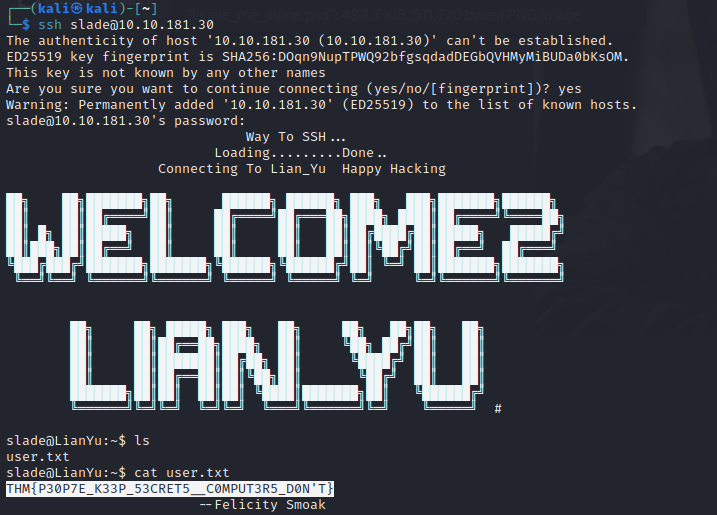 ┌──(kali㉿kali)-[~]
└─$ ssh slade@10.10.181.30
The authenticity of host '10.10.181.30 (10.10.181.30)' can't be established.
ED25519 key fingerprint is SHA256:DOqn9NupTPWQ92bfgsqdadDEGbQVHMyMiBUDa0bKsOM.
This key is not known by any other names
Are you sure you want to continue connecting (yes/no/[fingerprint])? yes
Warning: Permanently added '10.10.181.30' (ED25519) to the list of known hosts.
slade@10.10.181.30's password:
Way To SSH...
Loading.........Done..
Connecting To Lian_Yu  Happy Hacking
WELCOME2
LIAN_YU
#
slade@LianYu:~$ ls
user.txt
slade@LianYu:~$ cat user.txt
THM{P30P7E_K33P_53CRET5__C0MPUT3R5_D0N'T}
--Felicity Smoak